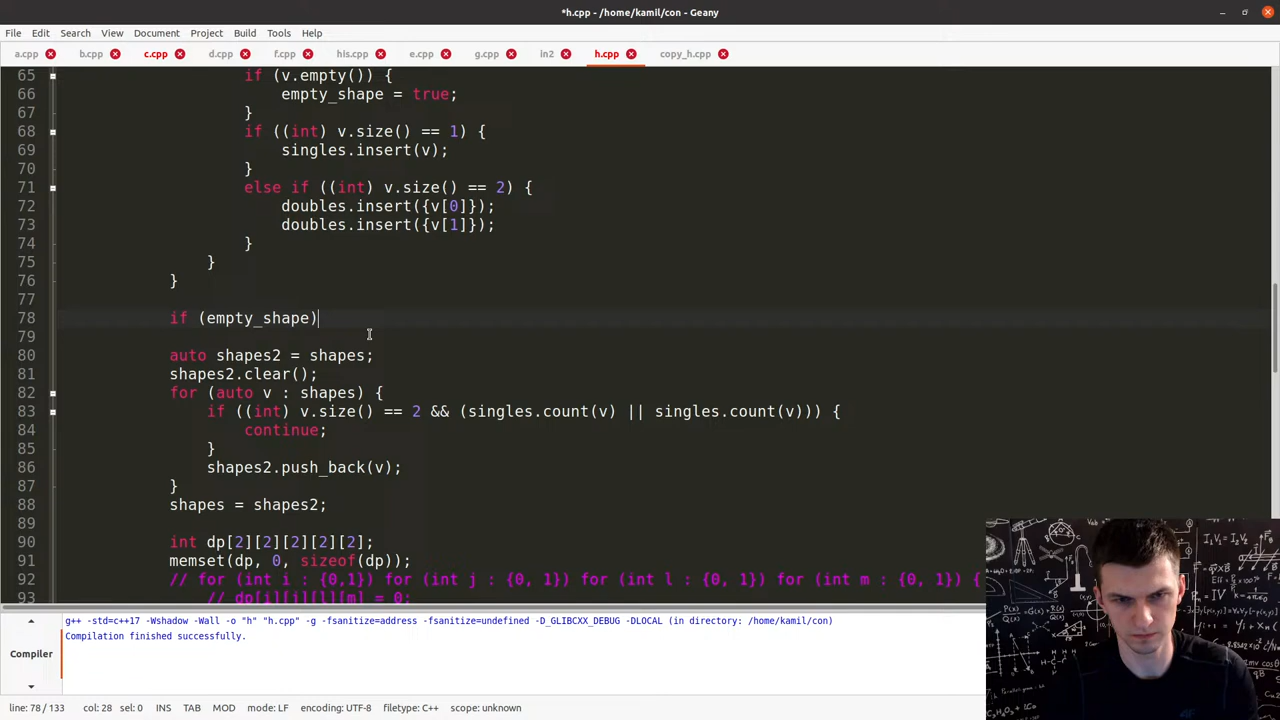 *h.cpp - /home/kamil/con - Geany
File Edit Search View Document Project Build Tools Help
a.cpp b.cpp c.cpp d.cpp f.cpp his.cpp e.cpp g.cpp in2 h.cpp copy_h.cpp
65 if (v.empty()) {
66 empty_shape = true;
67 }
68 if ((int) v.size() == 1) {
69 singles.insert(v);
70 }
71 else if ((int) v.size() == 2) {
72 doubles.insert({v[0]});
73 doubles.insert({v[1]});
74 }
75 }
76 }
77
78 if (empty_shape)
79
80 auto shapes2 = shapes;
81 shapes2.clear();
82 for (auto v : shapes) {
83 if ((int) v.size() == 2 && (singles.count(v) || singles.count(v))) {
84 continue;
85 }
86 shapes2.push_back(v);
87 }
88 shapes = shapes2;
89
90 int dp[2][2][2][2][2];
91 memset(dp, 0, sizeof(dp));
92 // for (int i : {0,1}) for (int j : {0, 1}) for (int l : {0, 1}) for (int m : {0, 1}) {
93 // dp[i][j][l][m] = 0;
g++ -std=c++17 -Wshadow -Wall -o "h" "h.cpp" -g -fsanitize=address -fsanitize=undefined -D_GLIBCXX_DEBUG -DLOCAL (in directory: /home/kamil/con)
Compilation finished successfully.
Compiler
line: 78 / 133 col: 28 sel: 0 INS TAB MOD mode: LF encoding: UTF-8 filetype: C++ scope: unknown